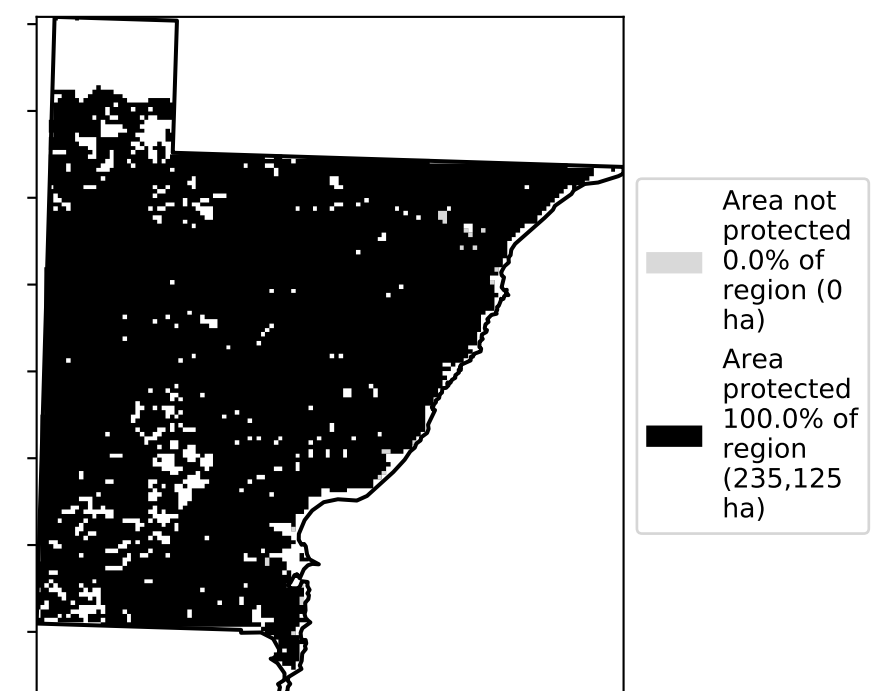 Area not
protected
0.0% of
region (0
ha)
Area
protected
100.0% of
region
(235,125
ha)